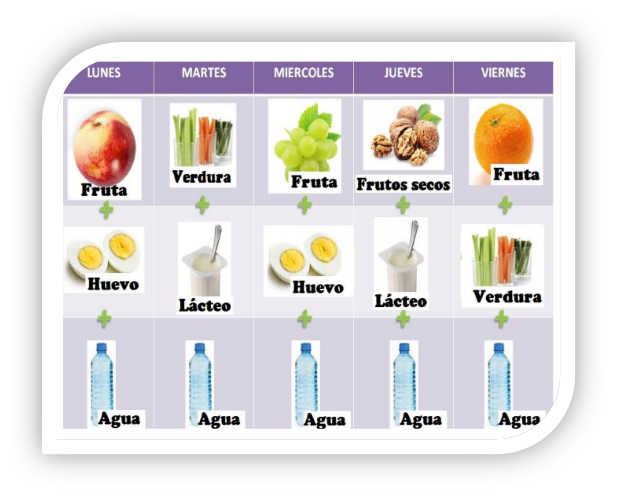 LUNES MARTES MIERCOLES JUEVES VIERNES
Fruta Verdura Fruta Frutos secos Fruta
Huevo Lácteo Huevo Lácteo Verdura
Agua Agua Agua Agua Agua